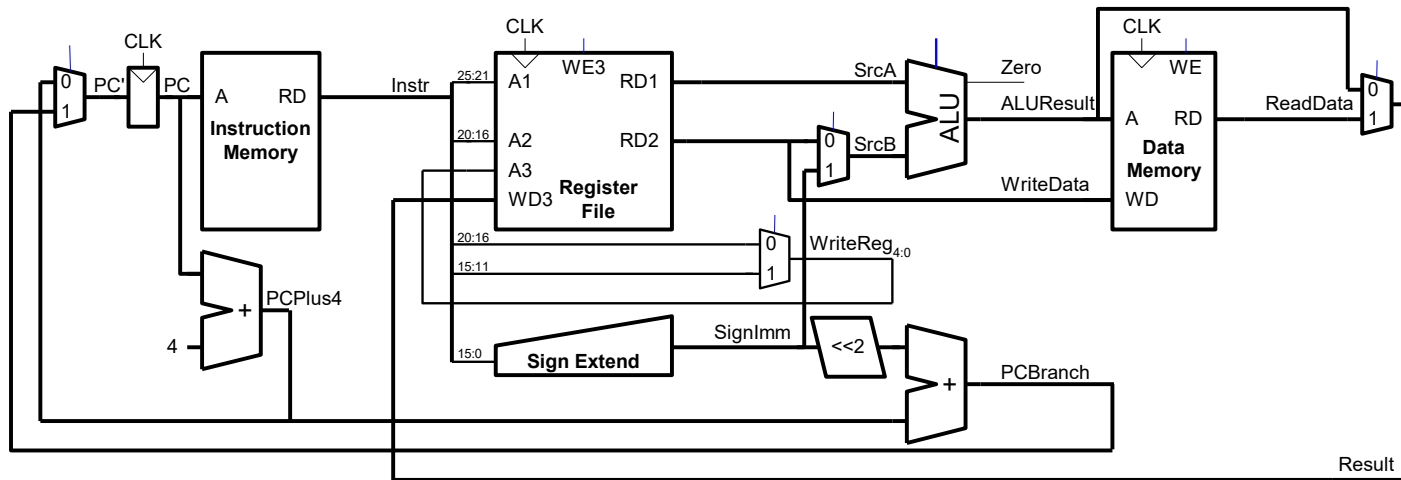 CLK
CLK
CLK
0
1
PC'
PC
A
RD
Instruction
Memory
Instr
25:21
A1
WE3
RD1
20:16
A2
RD2
A3
WD3
Register
File
SrcA
0
1
SrcB
ALU
Zero
ALUResult
WriteData
WE
A
RD
Data
Memory
WD
ReadData
0
1
20:16
15:11
0
1
WriteReg4:0
PCPlus4
+
4
15:0
Sign Extend
SignImm
<<2
+
PCBranch
Result